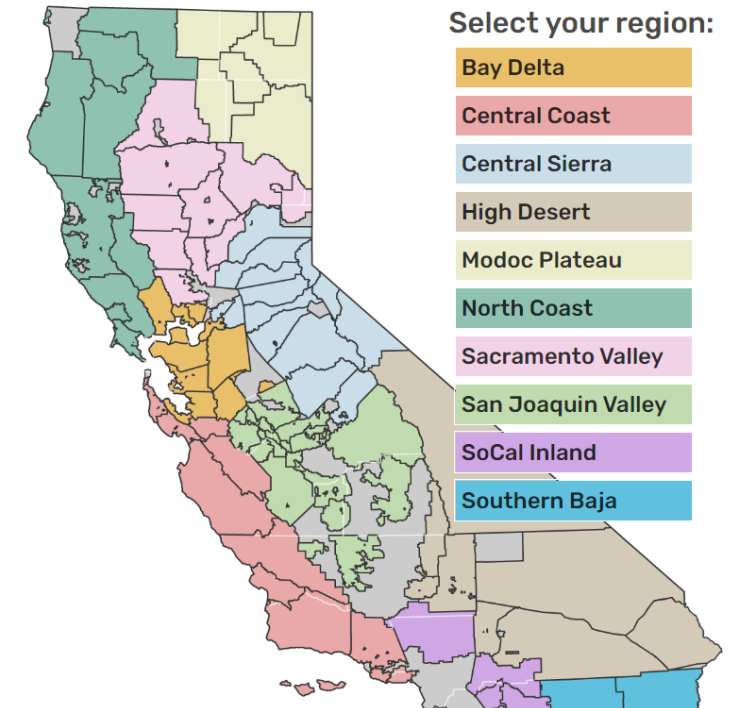 Select your region:
Bay Delta
Central Coast
Central Sierra
High Desert
Modoc Plateau
North Coast
Sacramento Valley
San Joaquin Valley
SoCal Inland
Southern Baja